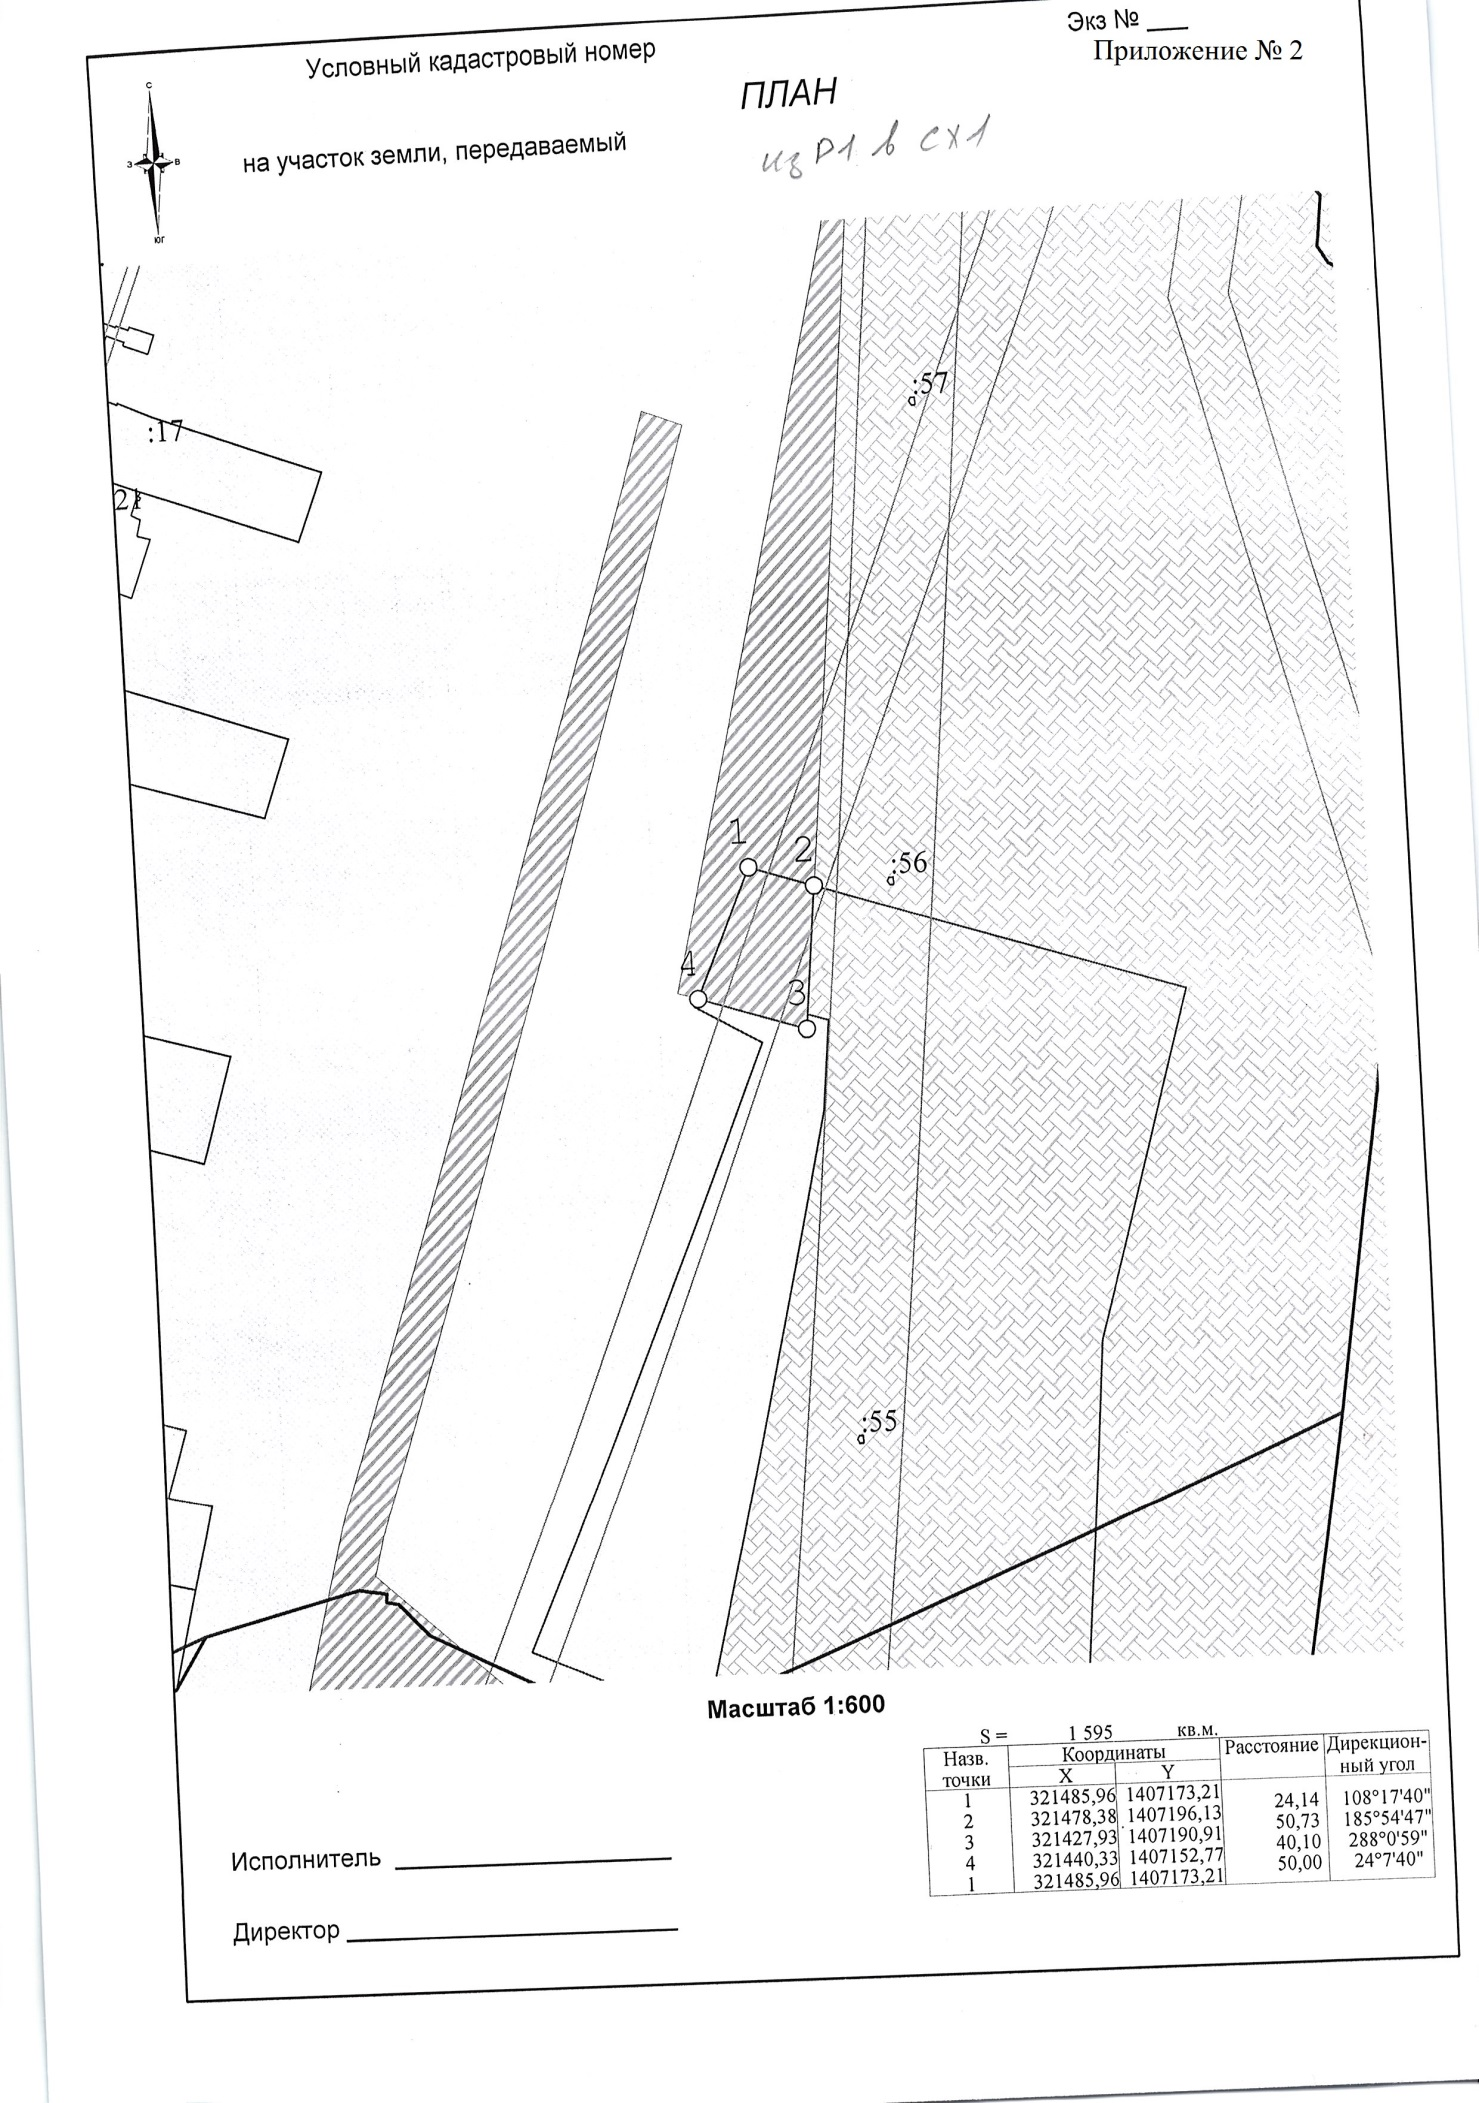 Экз № ___
Приложение № 2
Условный кадастровый номер
ПЛАН
на участок земли, передаваемый
из Р1 в СХ1
С
З
В
ЮГ
:57
:17
21
1
2
:56
4
3
:55
Масштаб 1:600
S = 1 595 кв.м.
Назв. точки Координаты Расстояние Дирекцион-ный угол
X Y
1 321485,96 1407173,21
24,14 108°17'40"
2 321478,38 1407196,13
50,73 185°54'47"
3 321427,93 1407190,91
40,10 288°0'59"
4 321440,33 1407152,77
50,00 24°7'40"
1 321485,96 1407173,21
Исполнитель
Директор